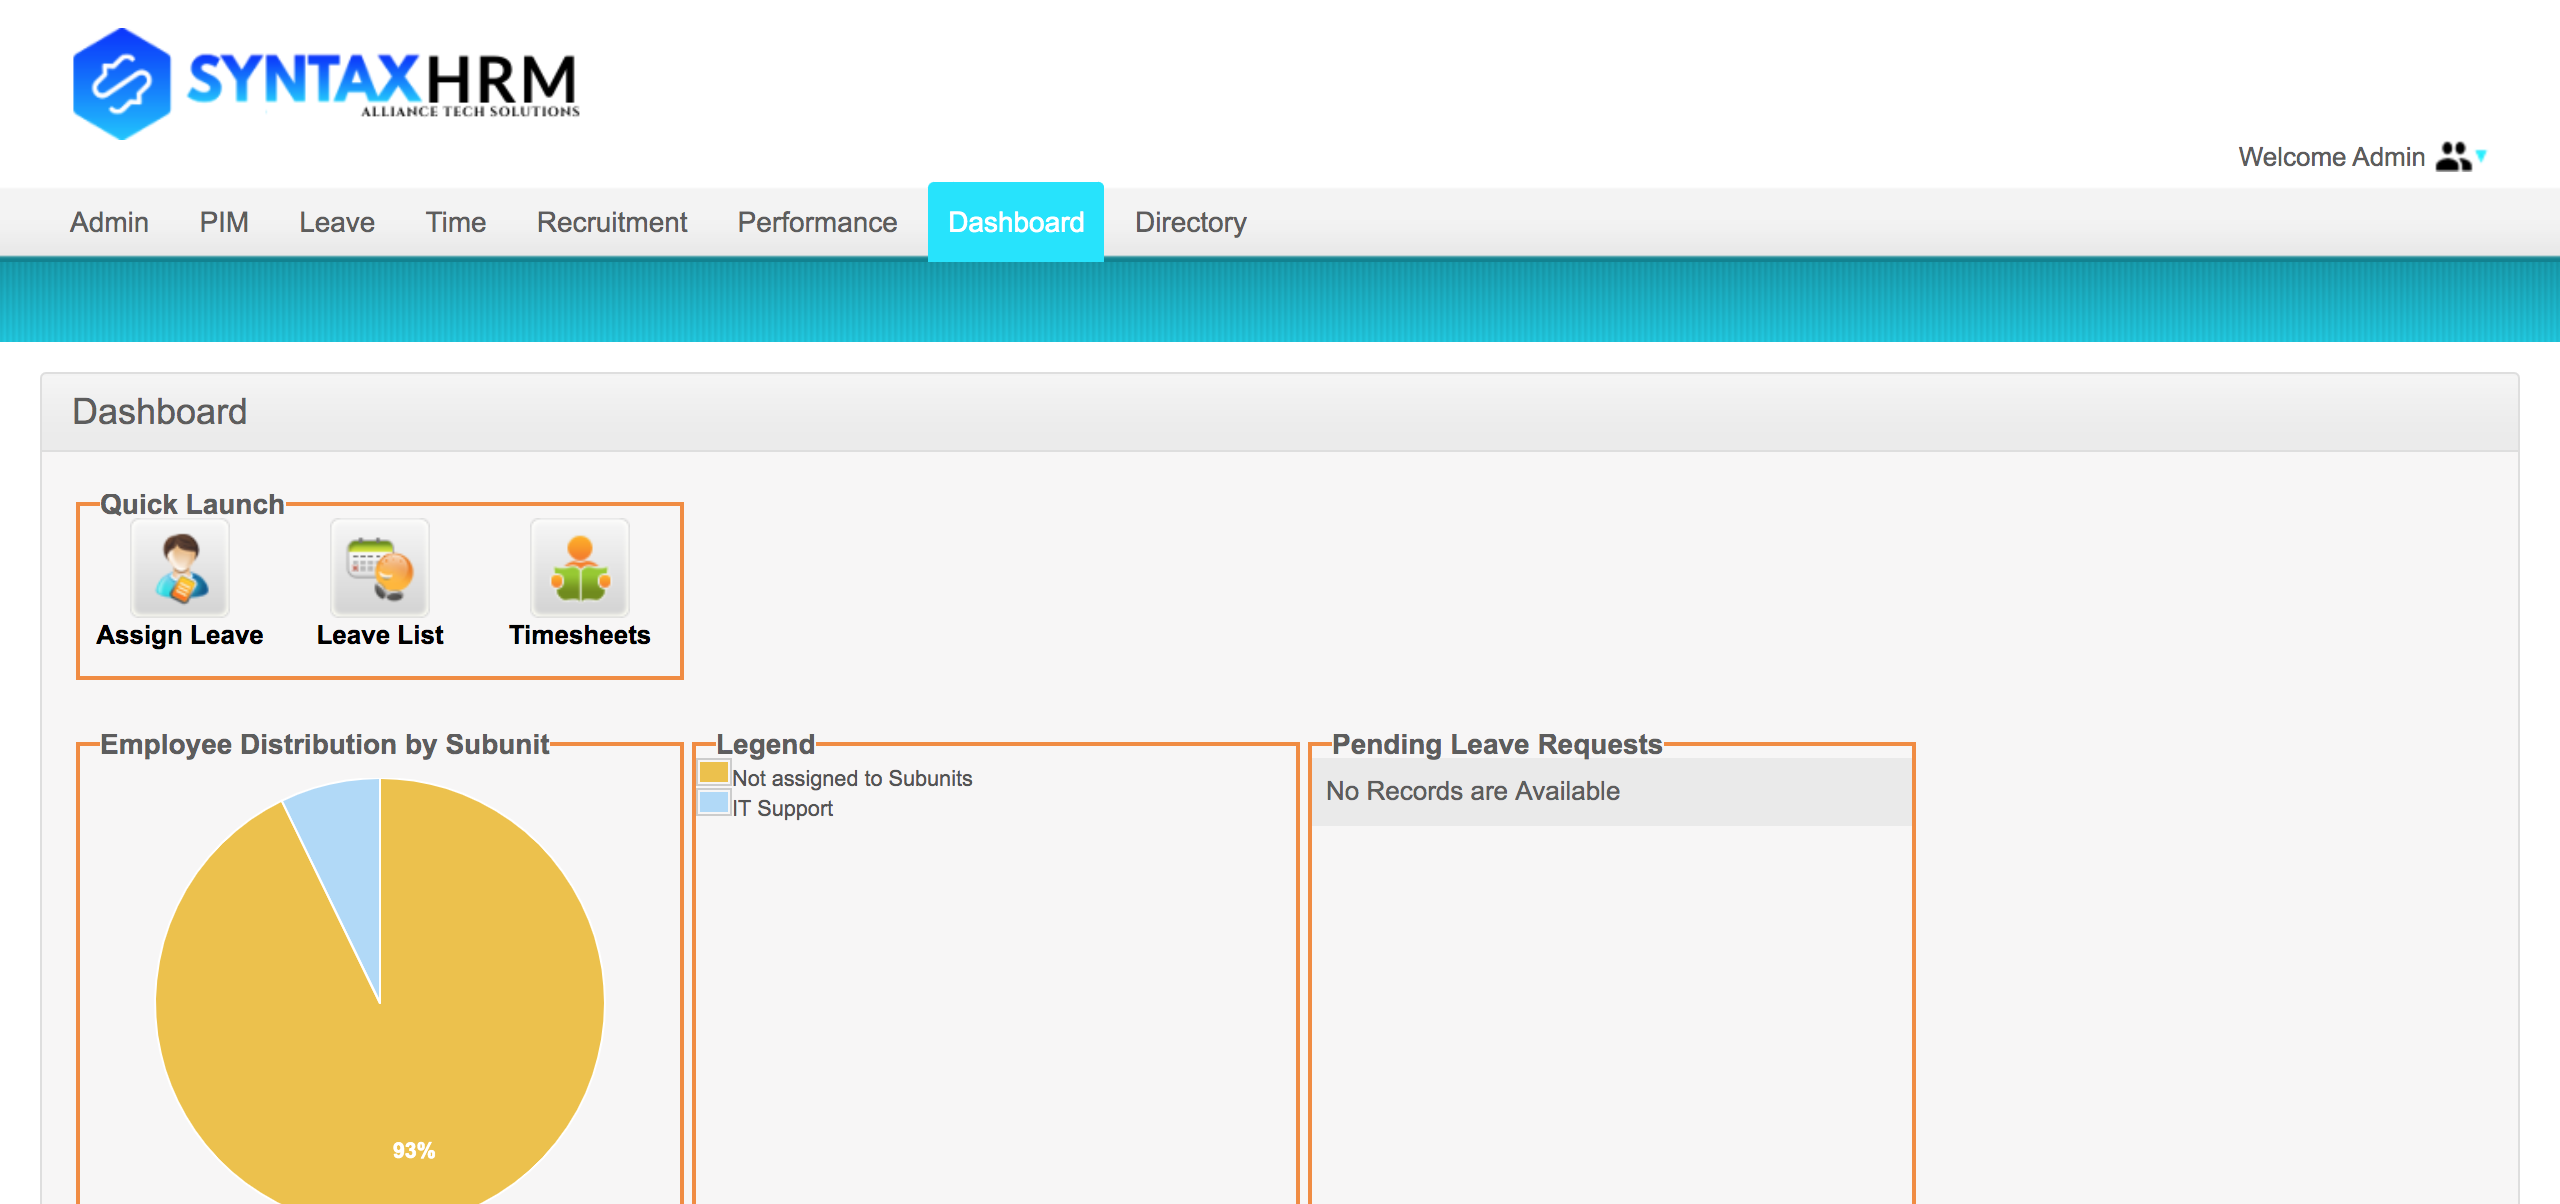 SYNTAXHRM
ALLIANCE TECH SOLUTIONS
Welcome Admin
Admin PIM Leave Time Recruitment Performance Dashboard Directory
Dashboard
Quick Launch
Assign Leave Leave List Timesheets
Employee Distribution by Subunit
93%
Legend
Not assigned to Subunits
IT Support
Pending Leave Requests
No Records are Available